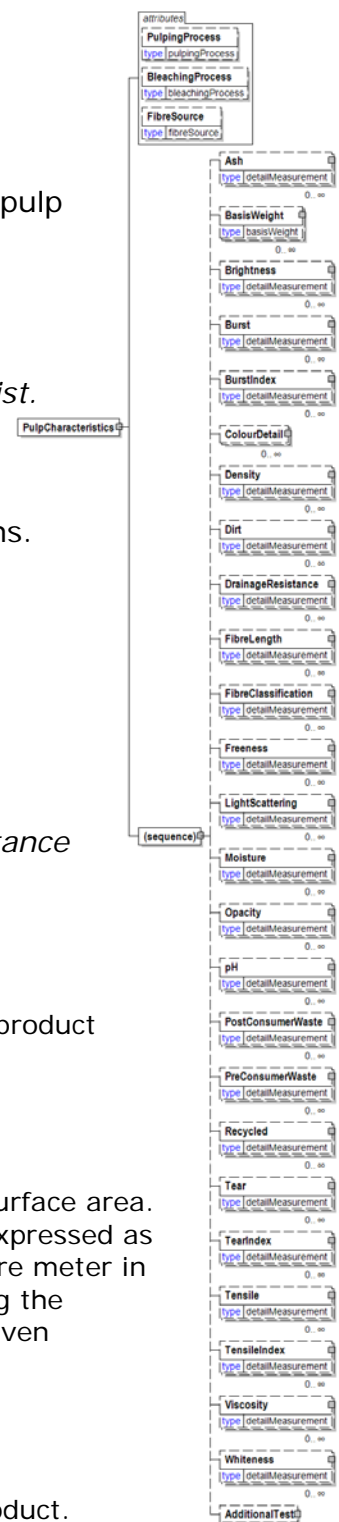 attributes
PulpingProcess
type pulpingProcess
BleachingProcess
type bleachingProcess
FibreSource
type fibreSource
pulp
ist.
ns.
tance
product
urface area.
xpressed as
re meter in
g the
iven
oduct.
PulpCharacteristics
(sequence)
Ash
type detailMeasurement
0.. ∞
BasisWeight
type basisWeight
0.. ∞
Brightness
type detailMeasurement
0.. ∞
Burst
type detailMeasurement
0.. ∞
BurstIndex
type detailMeasurement
0.. ∞
ColourDetail
0.. ∞
Density
type detailMeasurement
0.. ∞
Dirt
type detailMeasurement
0.. ∞
DrainageResistance
type detailMeasurement
0.. ∞
FibreLength
type detailMeasurement
0.. ∞
FibreClassification
type detailMeasurement
0.. ∞
Freeness
type detailMeasurement
0.. ∞
LightScattering
type detailMeasurement
0.. ∞
Moisture
type detailMeasurement
0.. ∞
Opacity
type detailMeasurement
0.. ∞
pH
type detailMeasurement
0.. ∞
PostConsumerWaste
type detailMeasurement
0.. ∞
PreConsumerWaste
type detailMeasurement
0.. ∞
Recycled
type detailMeasurement
0.. ∞
Tear
type detailMeasurement
0.. ∞
TearIndex
type detailMeasurement
0.. ∞
Tensile
type detailMeasurement
0.. ∞
TensileIndex
type detailMeasurement
0.. ∞
Viscosity
type detailMeasurement
0.. ∞
Whiteness
type detailMeasurement
0.. ∞
AdditionalTest